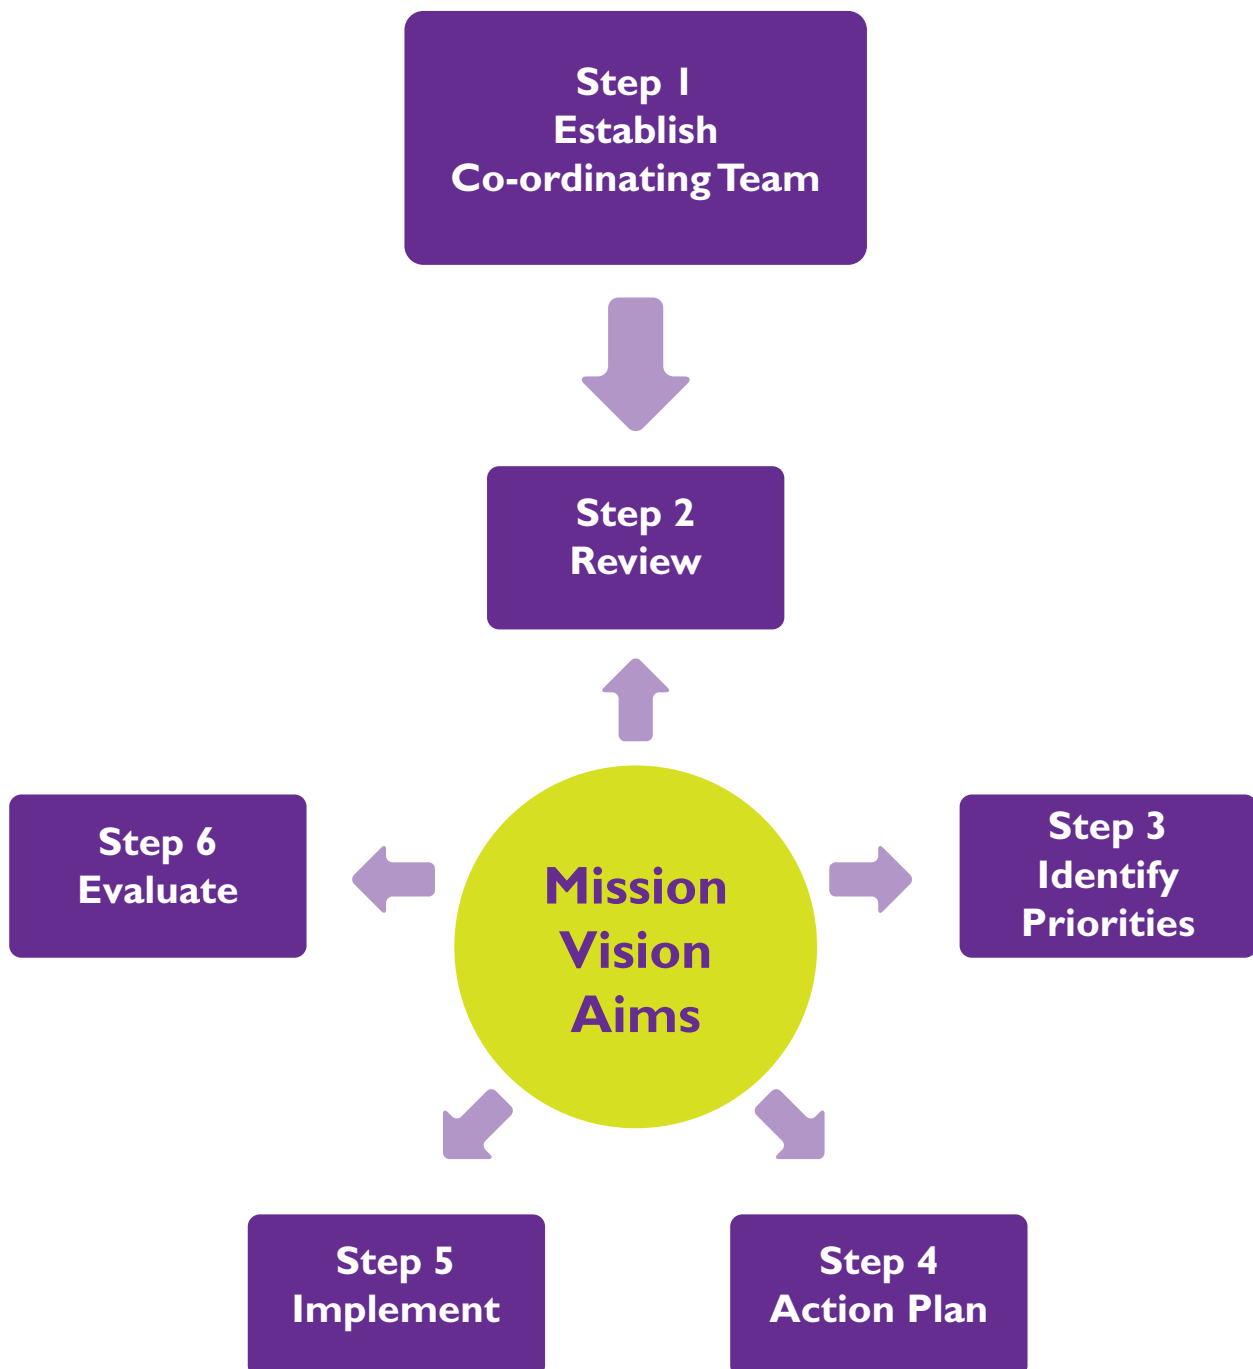 Step 1
Establish
Co-ordinating Team
Step 2
Review
Step 6
Evaluate
Mission
Vision
Aims
Step 3
Identify
Priorities
Step 5
Implement
Step 4
Action Plan